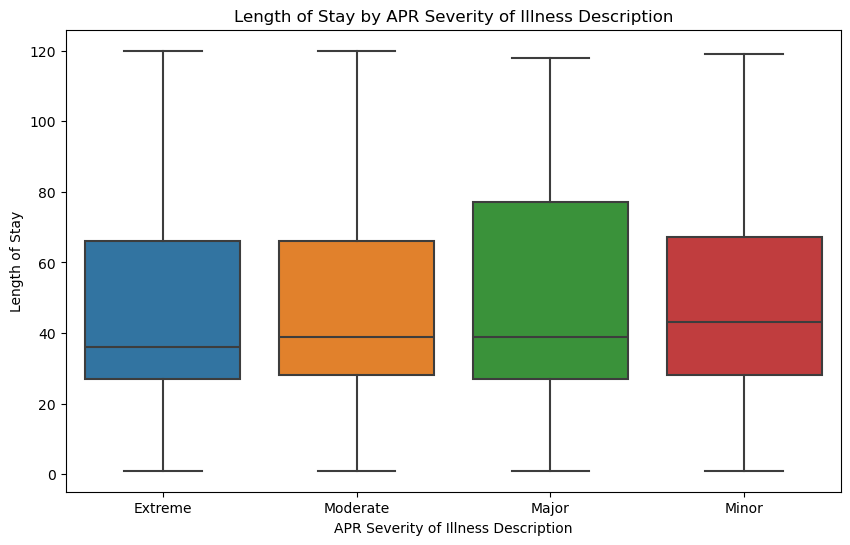 Length of Stay by APR Severity of Illness Description
Length of Stay
120
100
80
60
40
20
0
Extreme
Moderate
Major
Minor
APR Severity of Illness Description